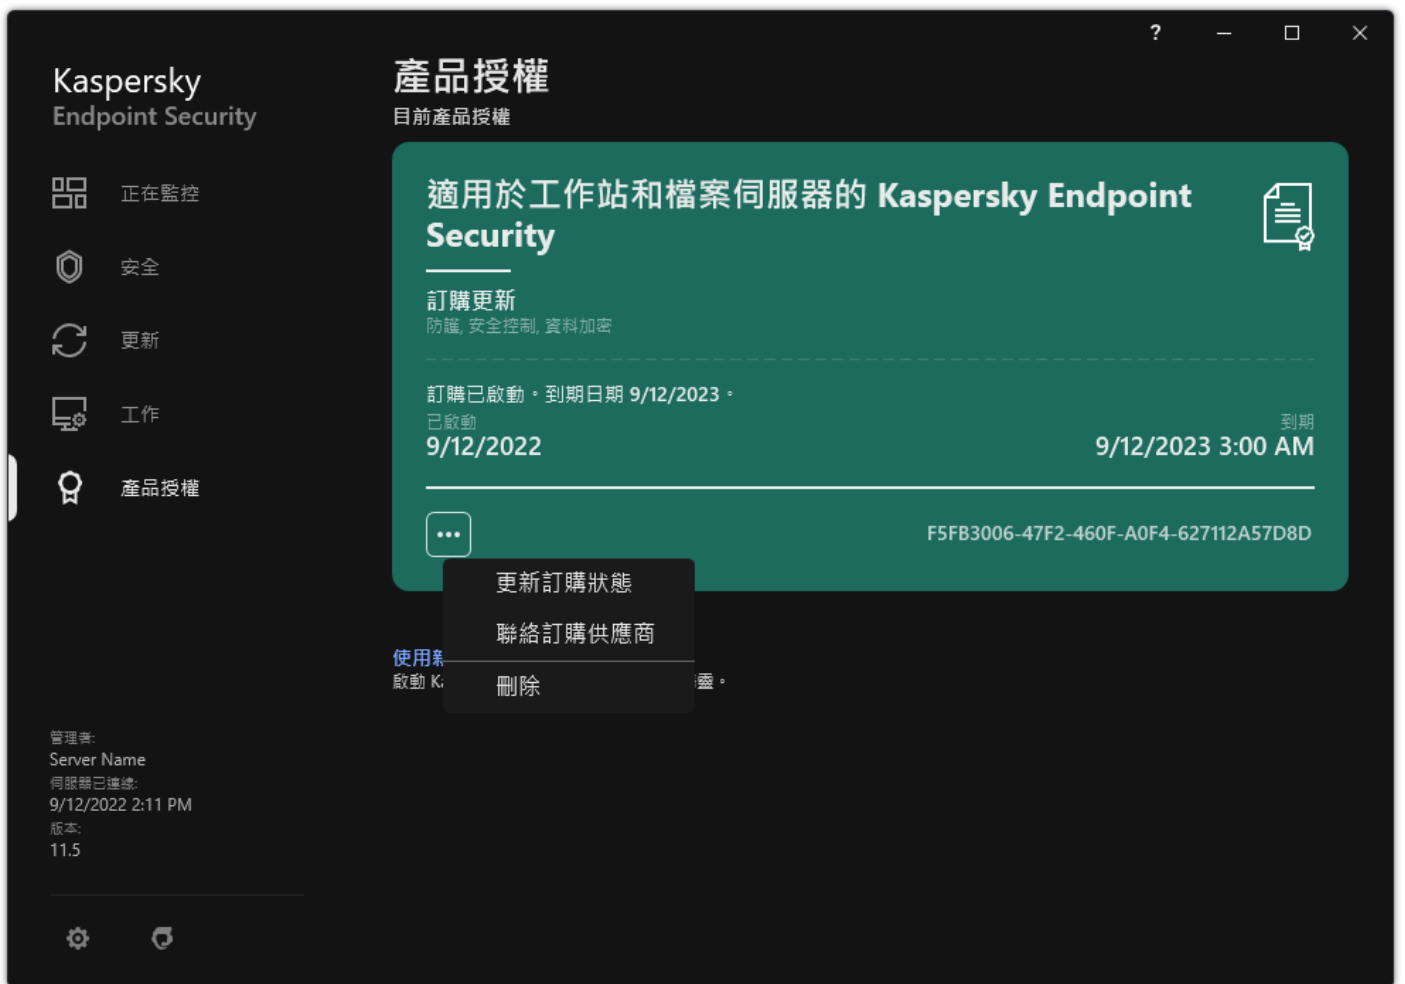 ?
Kaspersky
Endpoint Security
正在監控
安全
更新
工作
產品授權
管理者:
Server Name
伺服器已連線:
9/12/2022 2:11 PM
版本:
11.5
產品授權
目前產品授權
適用於工作站和檔案伺服器的 Kaspersky Endpoint
Security
訂購更新
防護, 安全控制, 資料加密
訂購已啟動。到期日期 9/12/2023。
已啟動
到期
9/12/2022
9/12/2023 3:00 AM
F5FB3006-47F2-460F-A0F4-627112A57D8D
更新訂購狀態
聯絡訂購供應商
刪除
使用
啟動